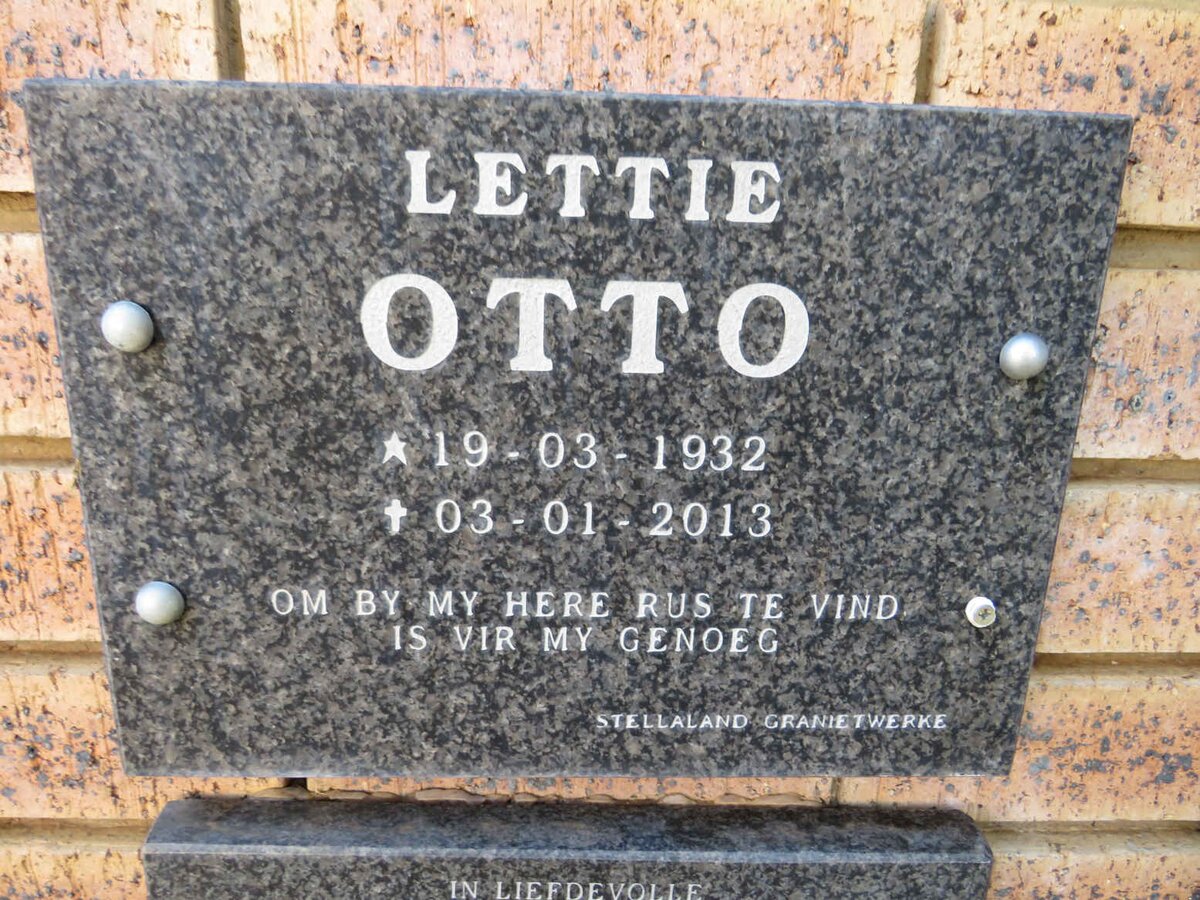 LETTIE
OTTO
★ 19-03-1932
✝ 03-01-2013
OM BY MY HERE RUS TE VIND
IS VIR MY GENOEG
STELLALAND GRANIETWERKE
IN LIEFDEVOLLE